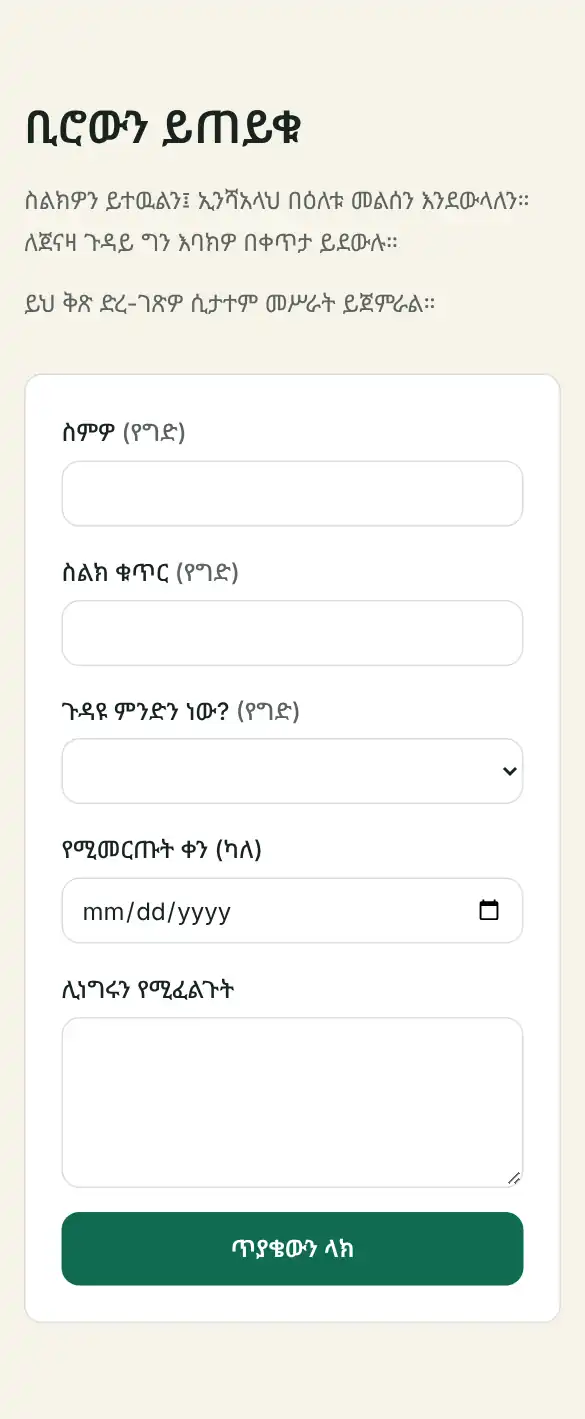 ቢሮውን ይጠይቁ
ስልክዎን ይተዉልን፤ ኢንሻአላህ በዕለቱ መልሰን እንደውላለን።
ለጀናዛ ጉዳይ ግን እባክዎ በቀጥታ ይደውሉ።
ይህ ቅጽ ድረ-ገጽዎ ሲታተም መሥራት ይጀምራል።
ስምዎ (የግድ)
ስልክ ቁጥር (የግድ)
ጉዳዩ ምንድን ነው? (የግድ)
የሚመርጡት ቀን (ካለ)
mm/dd/yyyy
ሊነግሩን የሚፈልጉት
ጥያቄውን ላክ